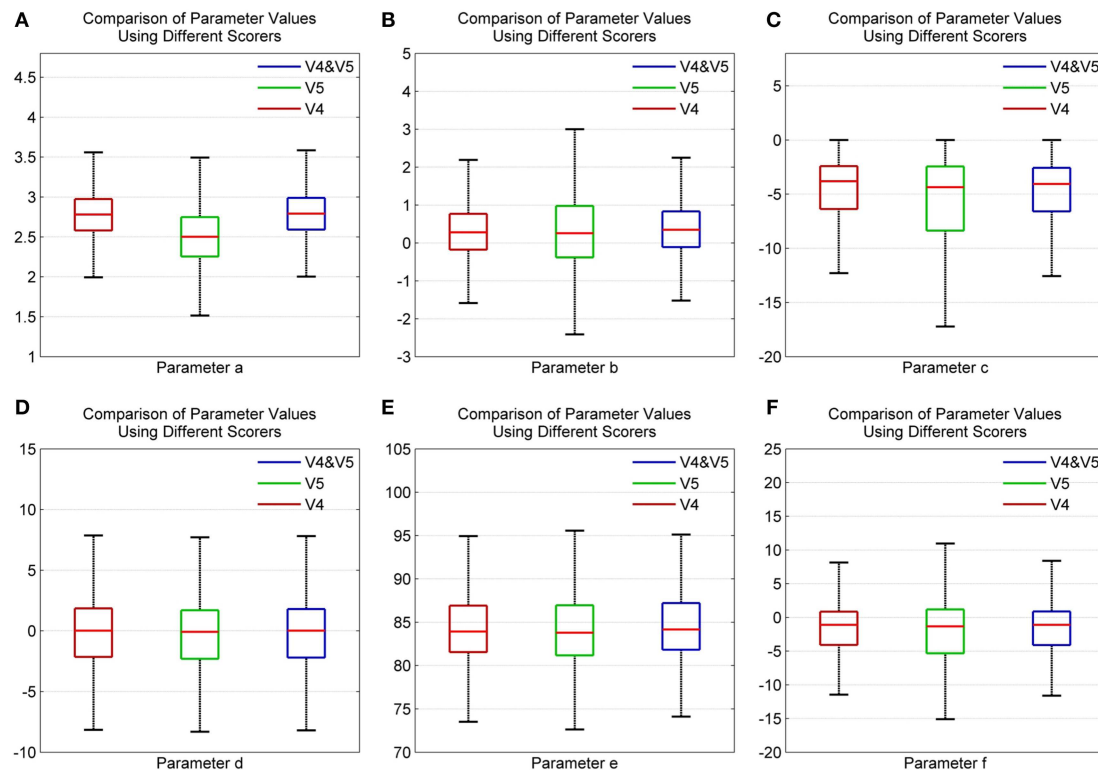 A
Comparison of Parameter Values
Using Different Scorers
V4&V5
V5
V4
4.5
4
3.5
3
2.5
2
1.5
1
Parameter a
B
Comparison of Parameter Values
Using Different Scorers
V4&V5
V5
V4
5
4
3
2
1
0
-1
-2
-3
Parameter b
C
Comparison of Parameter Values
Using Different Scorers
V4&V5
V5
V4
5
0
-5
-10
-15
-20
Parameter c
D
Comparison of Parameter Values
Using Different Scorers
V4&V5
V5
V4
15
10
5
0
-5
-10
Parameter d
E
Comparison of Parameter Values
Using Different Scorers
V4&V5
V5
V4
105
100
95
90
85
80
75
70
Parameter e
F
Comparison of Parameter Values
Using Different Scorers
V4&V5
V5
V4
25
20
15
10
5
0
-5
-10
-15
-20
Parameter f